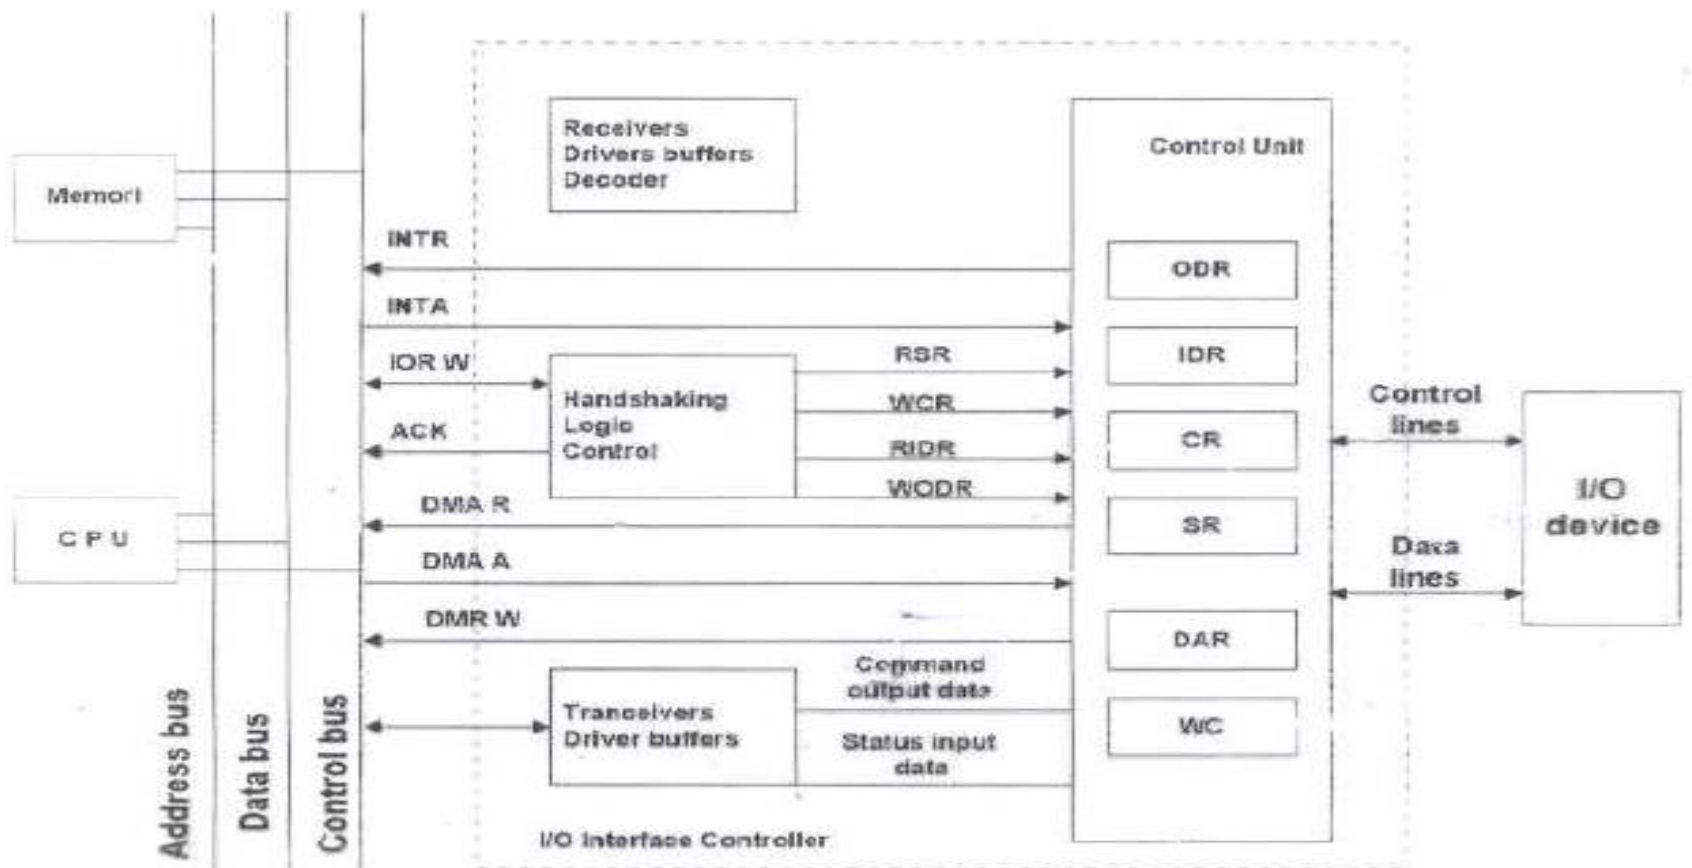 Receivers
Drivers buffers
Decoder
Control Unit
Memori
INTR
ODR
INTA
IDR
IOR W
RSR
Handshaking
Logic
Control
WCR
CR
Control
lines
ACK
RIDR
WODR
I/O
device
CPU
DMA R
SR
DMA A
Data
lines
DMR W
DAR
Command
output data
Tranceivers
Driver buffers
WC
Status input
data
Address bus
Data bus
Control bus
I/O Interface Controller